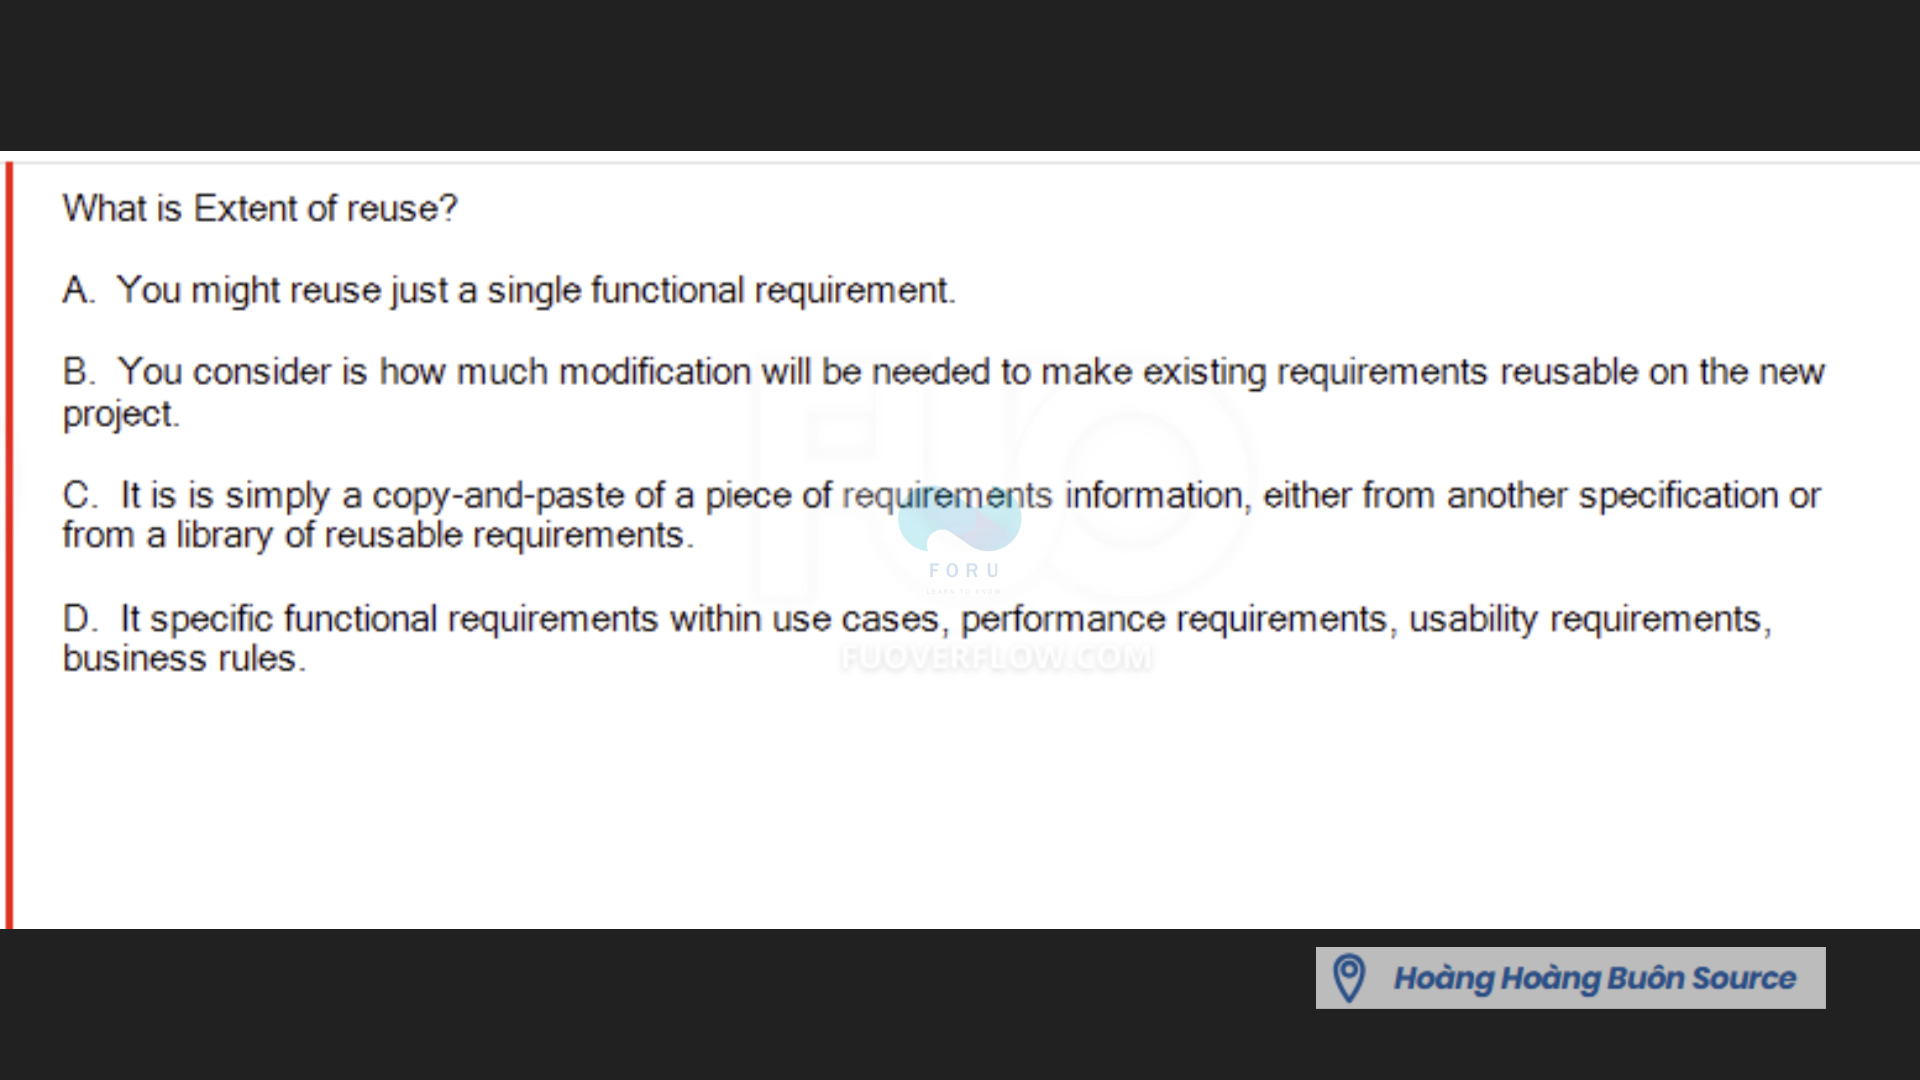 What is Extent of reuse?
A. You might reuse just a single functional requirement.
B. You consider is how much modification will be needed to make existing requirements reusable on the new
project.
C. It is is simply a copy-and-paste of a piece of requirements information, either from another specification or
from a library of reusable requirements.
FORU
LEARN TO KNOW
D. It specific functional requirements within use cases, performance requirements, usability requirements,
business rules.
FUOVERFLOW.COM
Hoàng Hoàng Buôn Source